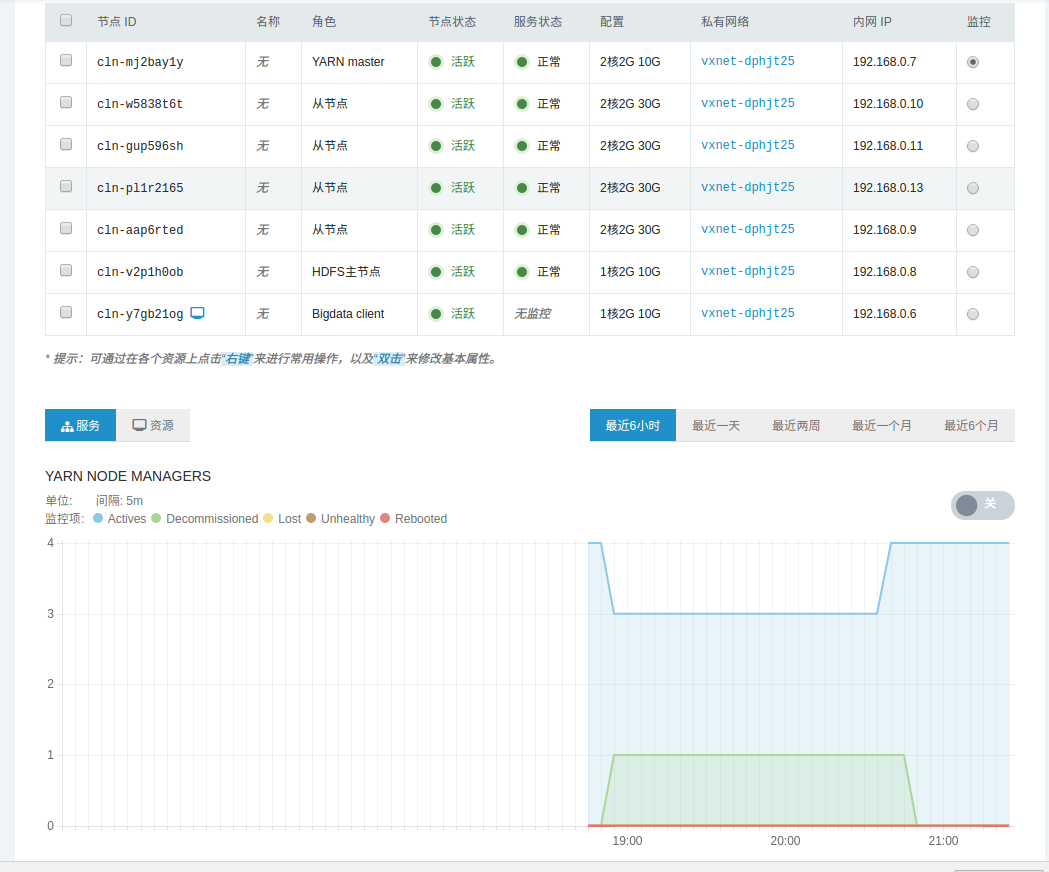 节点 ID 名称 角色 节点状态 服务状态 配置 私有网络 内网 IP 监控
cln-mj2bay1y 无 YARN master 活跃 正常 2核2G 10G vxnet-dphjt25 192.168.0.7
cln-w5838t6t 无 从节点 活跃 正常 2核2G 30G vxnet-dphjt25 192.168.0.10
cln-gup596sh 无 从节点 活跃 正常 2核2G 30G vxnet-dphjt25 192.168.0.11
cln-pl1r2165 无 从节点 活跃 正常 2核2G 30G vxnet-dphjt25 192.168.0.13
cln-aap6rted 无 从节点 活跃 正常 2核2G 30G vxnet-dphjt25 192.168.0.9
cln-v2p1h0ob 无 HDFS主节点 活跃 正常 1核2G 10G vxnet-dphjt25 192.168.0.8
cln-y7gb21og 无 Bigdata client 活跃 无监控 1核2G 10G vxnet-dphjt25 192.168.0.6
* 提示：可通过在各个资源上点击“右键”来进行常用操作，以及“双击”来修改基本属性。
服务 资源 最近6小时 最近一天 最近两周 最近一个月 最近6个月
YARN NODE MANAGERS
单位: 间隔: 5m
关
监控项: Actives Decommissioned Lost Unhealthy Rebooted
4
3
2
1
0
19:00 20:00 21:00